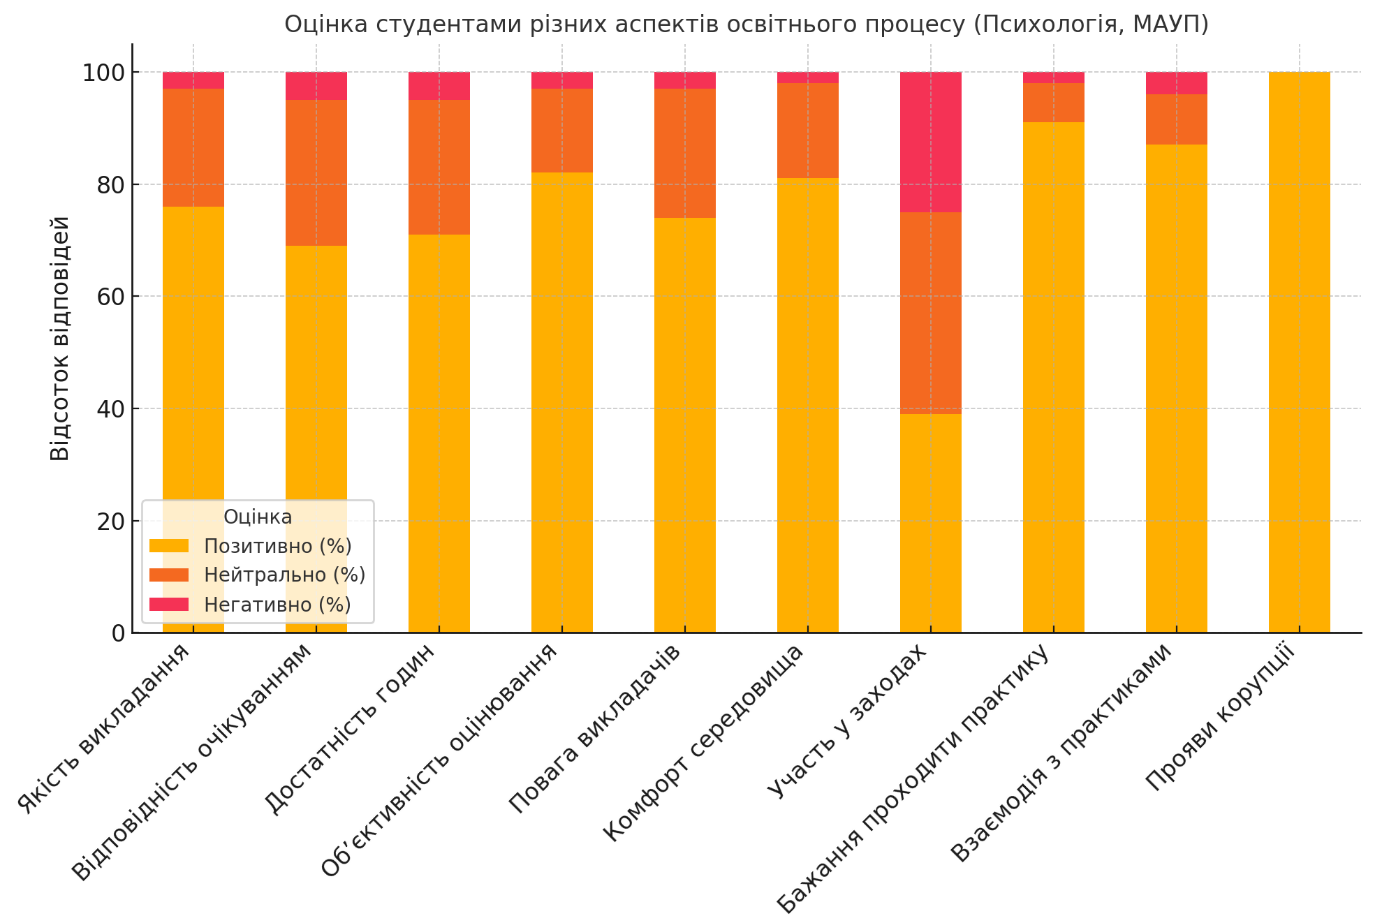 Оцінка студентами різних аспектів освітнього процесу (Психологія, МАУП)
Відсоток відповідей
100
80
60
40
20
0
Оцінка
Позитивно (%)
Нейтрально (%)
Негативно (%)
Якість викладання
Відповідність очікуванням
Достатність годин
Об’єктивність оцінювання
Повага викладачів
Комфорт середовища
Участь у заходах
Бажання проходити практику
Взаємодія з практиками
Прояви корупції